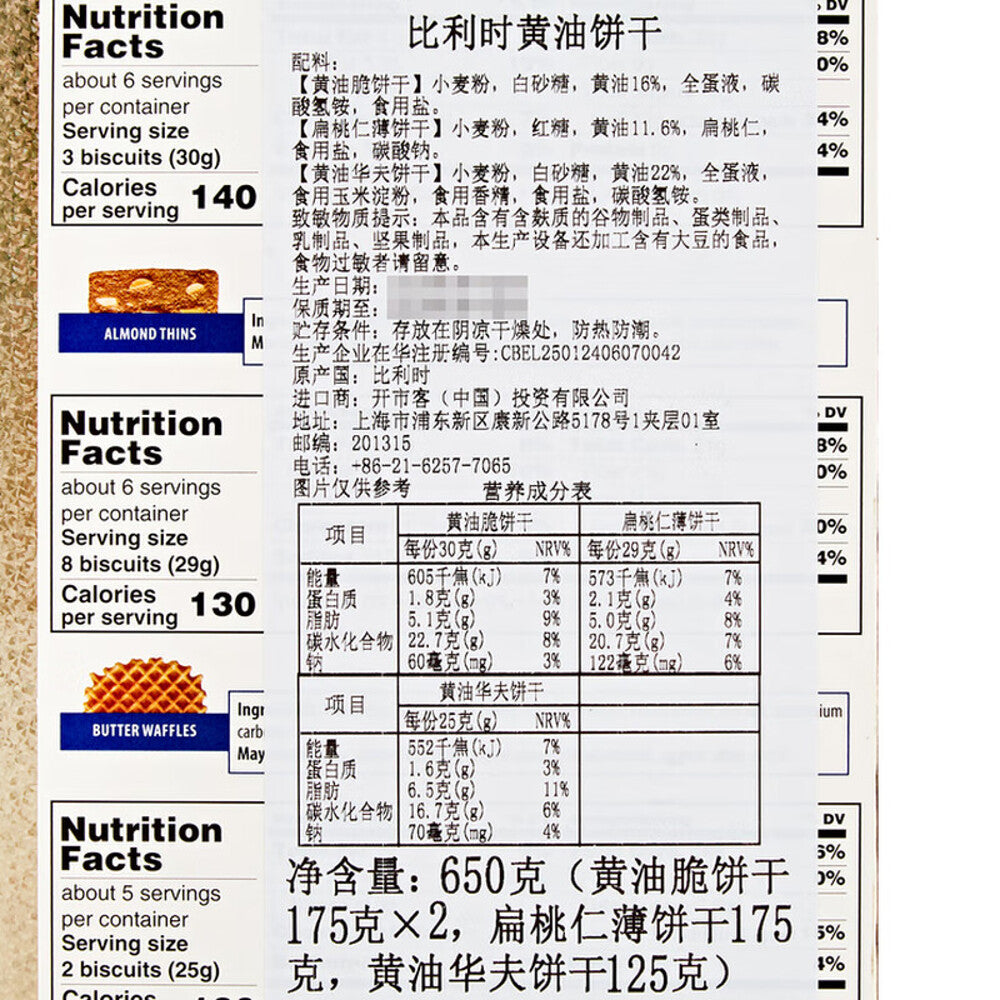 Nutrition
Facts
about 6 servings
per container
Serving size
3 biscuits (30g)
Calories
per serving 140
ALMOND THINS
In
M
Nutrition
Facts
about 6 servings
per container
Serving size
8 biscuits (29g)
Calories
per serving 130
BUTTER WAFFLES
Ingr
carb
May
Nutrition
Facts
about 5 servings
per container
Serving size
2 biscuits (25g)
Calories
比利时黄油饼干
配料：
【黄油脆饼干】小麦粉，白砂糖，黄油16%，全蛋液，碳
酸氢铵，食用盐。
【扁桃仁薄饼干】小麦粉，红糖，黄油11.6%，扁桃仁，
食用盐，碳酸钠。
【黄油华夫饼干】小麦粉，白砂糖，黄油22%，全蛋液，
食用玉米淀粉，食用香精，食用盐，碳酸氢铵。
致敏物质提示：本品含有含麸质的谷物制品、蛋类制品、
乳制品、坚果制品，本生产设备还加工含有大豆的食品，
食物过敏者请留意。
生产日期：
保质期至：
贮存条件：存放在阴凉干燥处，防热防潮。
生产企业在华注册编号:CBEL25012406070042
原产国：比利时
进口商：开市客（中国）投资有限公司
地址：上海市浦东新区康新公路5178号1夹层01室
邮编：201315
电话：+86-21-6257-7065
图片仅供参考 营养成分表
项目 黄油脆饼干 扁桃仁薄饼干
每份30克(g) NRV% 每份29克(g) NRV%
能量 605千焦(kJ) 7% 573千焦(kJ) 7%
蛋白质 1.8克(g) 3% 2.1克(g) 4%
脂肪 5.1克(g) 9% 5.0克(g) 8%
碳水化合物 22.7克(g) 8% 20.7克(g) 7%
钠 60毫克(mg) 3% 122毫克(mg) 6%
项目 黄油华夫饼干
每份25克(g) NRV%
能量 552千焦(kJ) 7%
蛋白质 1.6克(g) 3%
脂肪 6.5克(g) 11%
碳水化合物 16.7克(g) 6%
钠 70毫克(mg) 4%
净含量：650克（黄油脆饼干
175克×2，扁桃仁薄饼干175
克，黄油华夫饼干125克）
DV
8%
0%
4%
4%
DV
8%
0%
0%
4%
ium
DV
6%
0%
5%
4%